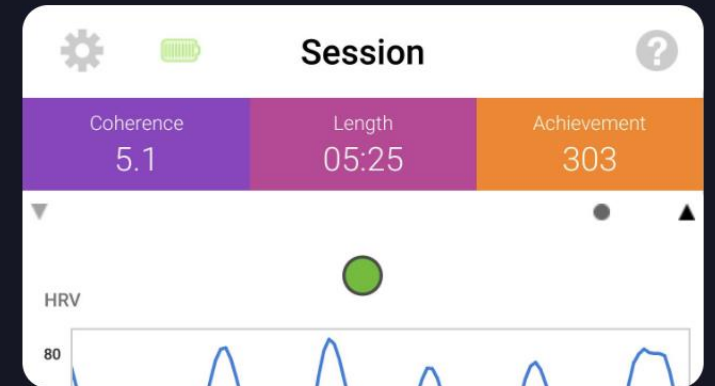 Session
?
Coherence Length Achievement
5.1 05:25 303
HRV
80